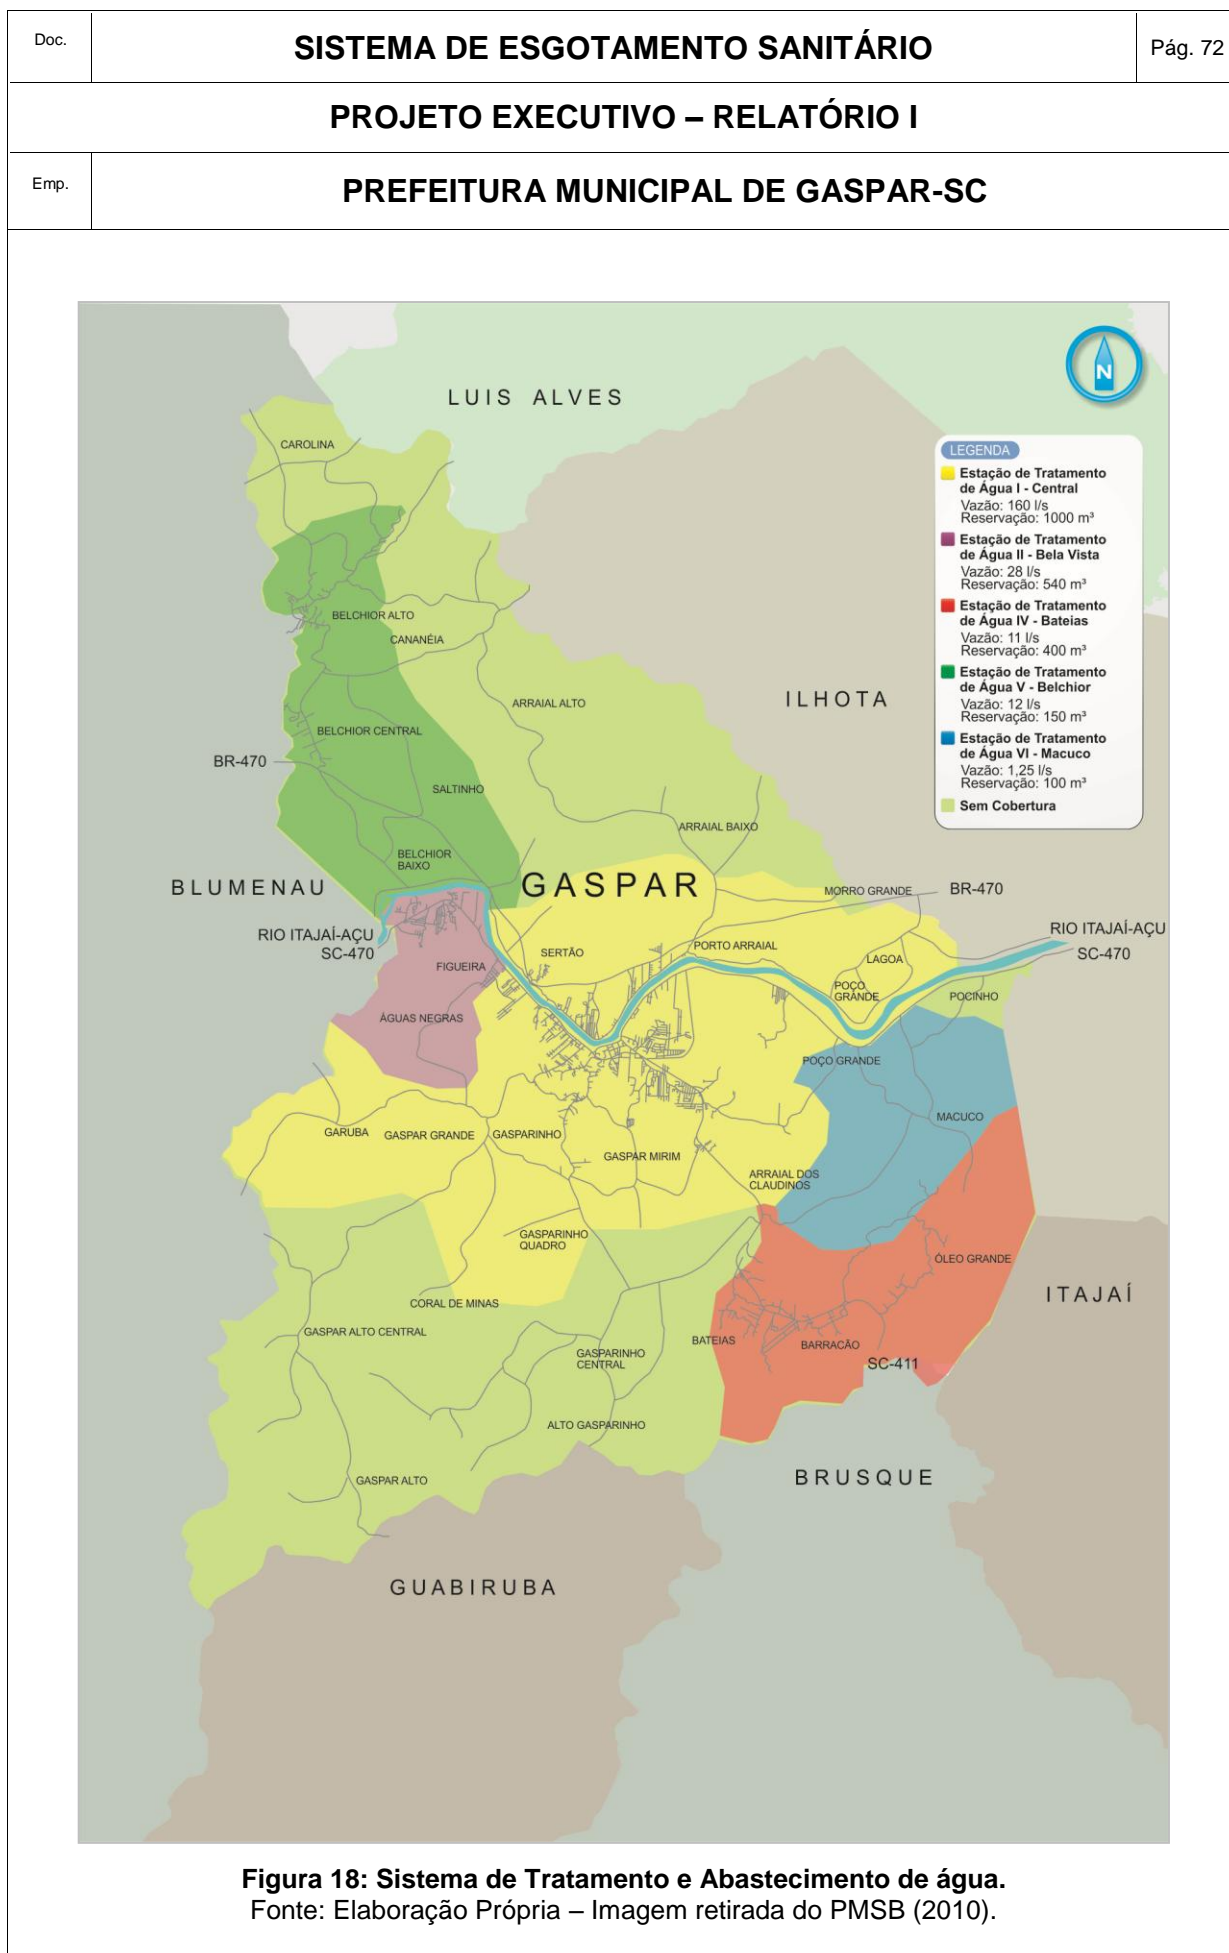 Doc.
SISTEMA DE ESGOTAMENTO SANITÁRIO
Pág. 72
PROJETO EXECUTIVO – RELATÓRIO I
Emp.
PREFEITURA MUNICIPAL DE GASPAR-SC
LUIS ALVES
N
CAROLINA
LEGENDA
Estação de Tratamento
de Água I - Central
Vazão: 160 l/s
Reservação: 1000 m³
Estação de Tratamento
de Água II - Bela Vista
Vazão: 28 l/s
Reservação: 540 m³
Estação de Tratamento
de Água IV - Bateias
Vazão: 11 l/s
Reservação: 400 m³
Estação de Tratamento
de Água V - Belchior
Vazão: 12 l/s
Reservação: 150 m³
Estação de Tratamento
de Água VI - Macuco
Vazão: 1,25 l/s
Reservação: 100 m³
Sem Cobertura
BELCHIOR ALTO
CANANÉIA
ILHOTA
ARRAIAL ALTO
BELCHIOR CENTRAL
BR-470
SALTINHO
ARRAIAL BAIXO
BELCHIOR
BAIXO
BLUMENAU
GASPAR
MORRO GRANDE
BR-470
RIO ITAJAÍ-AÇU
SC-470
RIO ITAJAÍ-AÇU
SC-470
SERTÃO
PORTO ARRAIAL
LAGOA
FIGUEIRA
POÇO
GRANDE
POCINHO
ÁGUAS NEGRAS
POÇO GRANDE
MACUCO
GARUBA
GASPAR GRANDE
GASPARINHO
GASPAR MIRIM
ARRAIAL DOS
CLAUDINOS
GASPARINHO
QUADRO
ÓLEO GRANDE
ITAJAÍ
CORAL DE MINAS
GASPAR ALTO CENTRAL
BATEIAS
BARRACÃO
GASPARINHO
CENTRAL
SC-411
ALTO GASPARINHO
GASPAR ALTO
BRUSQUE
GUABIRUBA
Figura 18: Sistema de Tratamento e Abastecimento de água.
Fonte: Elaboração Própria – Imagem retirada do PMSB (2010).